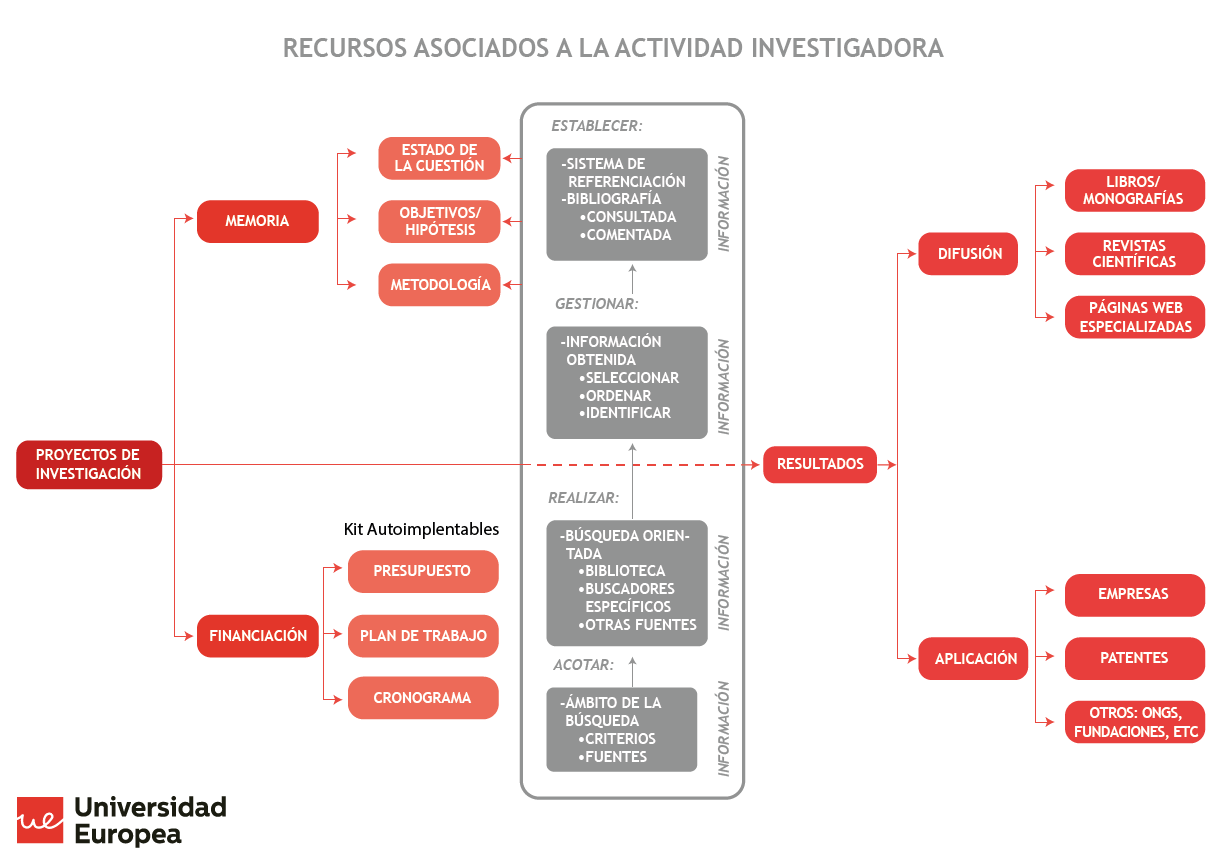 RECURSOS ASOCIADOS A LA ACTIVIDAD INVESTIGADORA
PROYECTOS DE
INVESTIGACIÓN
MEMORIA
ESTADO DE
LA CUESTIÓN
OBJETIVOS/
HIPÓTESIS
METODOLOGÍA
FINANCIACIÓN
Kit Autoimplentables
PRESUPUESTO
PLAN DE TRABAJO
CRONOGRAMA
ESTABLECER:
-SISTEMA DE
REFERENCIACIÓN
-BIBLIOGRAFÍA
•CONSULTADA
•COMENTADA
INFORMACIÓN
GESTIONAR:
-INFORMACIÓN
OBTENIDA
•SELECCIONAR
•ORDENAR
•IDENTIFICAR
INFORMACIÓN
REALIZAR:
-BÚSQUEDA ORIEN-
TADA
•BIBLIOTECA
•BUSCADORES
ESPECÍFICOS
•OTRAS FUENTES
INFORMACIÓN
ACOTAR:
-ÁMBITO DE LA
BÚSQUEDA
•CRITERIOS
•FUENTES
INFORMACIÓN
RESULTADOS
DIFUSIÓN
LIBROS/
MONOGRAFÍAS
REVISTAS
CIENTÍFICAS
PÁGINAS WEB
ESPECIALIZADAS
APLICACIÓN
EMPRESAS
PATENTES
OTROS: ONGS,
FUNDACIONES, ETC
ue
Universidad
Europea